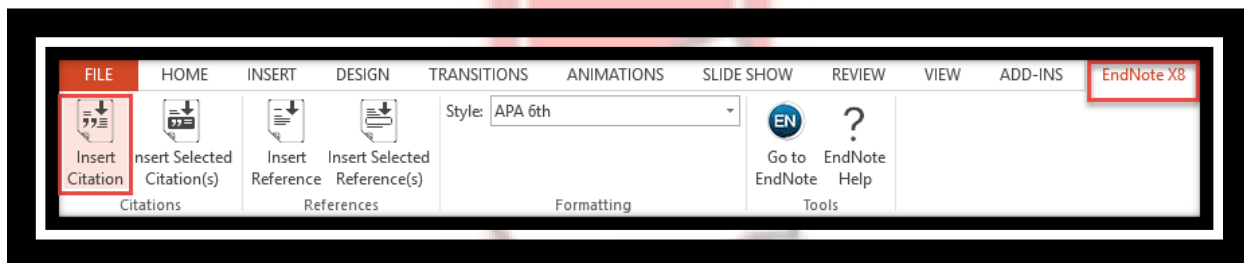 FILE HOME INSERT DESIGN TRANSITIONS ANIMATIONS SLIDE SHOW REVIEW VIEW ADD-INS EndNote X8
Style: APA 6th
EN ?
Insert nsert Selected Insert Insert Selected Go to EndNote
Citation Citation(s) Reference Reference(s) EndNote Help
Citations References Formatting Tools